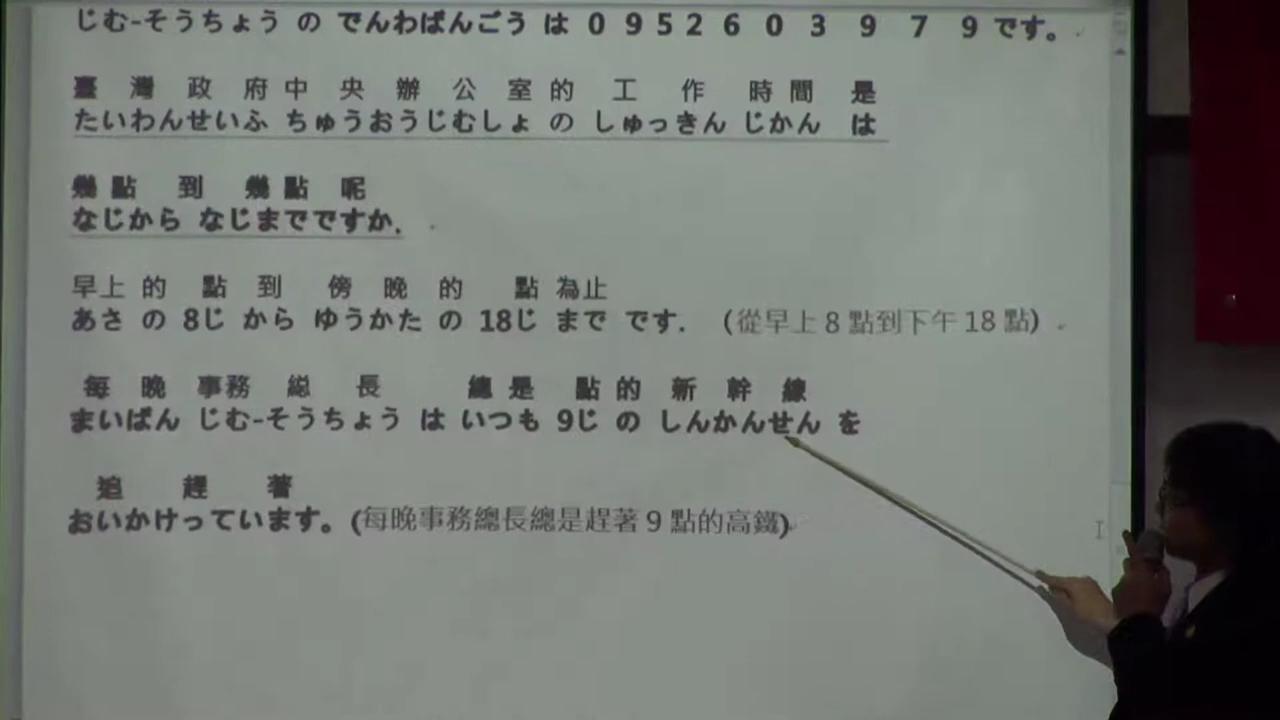 じむ-そうちょう の でんわばんごう は 0 9 5 2 6 0 3 9 7 9 です。
臺 灣 政 府 中 央 辦 公 室 的 工 作 時 間 是
たいわんせいふ ちゅうおうじむしょ の しゅっきん じかん は
幾 點 到 幾 點 呢
なじから なじまでですか.
早上 的 點 到 傍 晚 的 點 為止
あさ の 8じ から ゆうかた の 18じ まで です. (從早上 8 點到下午 18 點)
每 晚 事務 総 長 總 是 點 的 新 幹 線
まいばん じむ-そうちょう は いつも 9じ の しんかんせん を
追 趕 著
おいかけっています。(每晚事務總長總是趕著 9 點的高鐵)